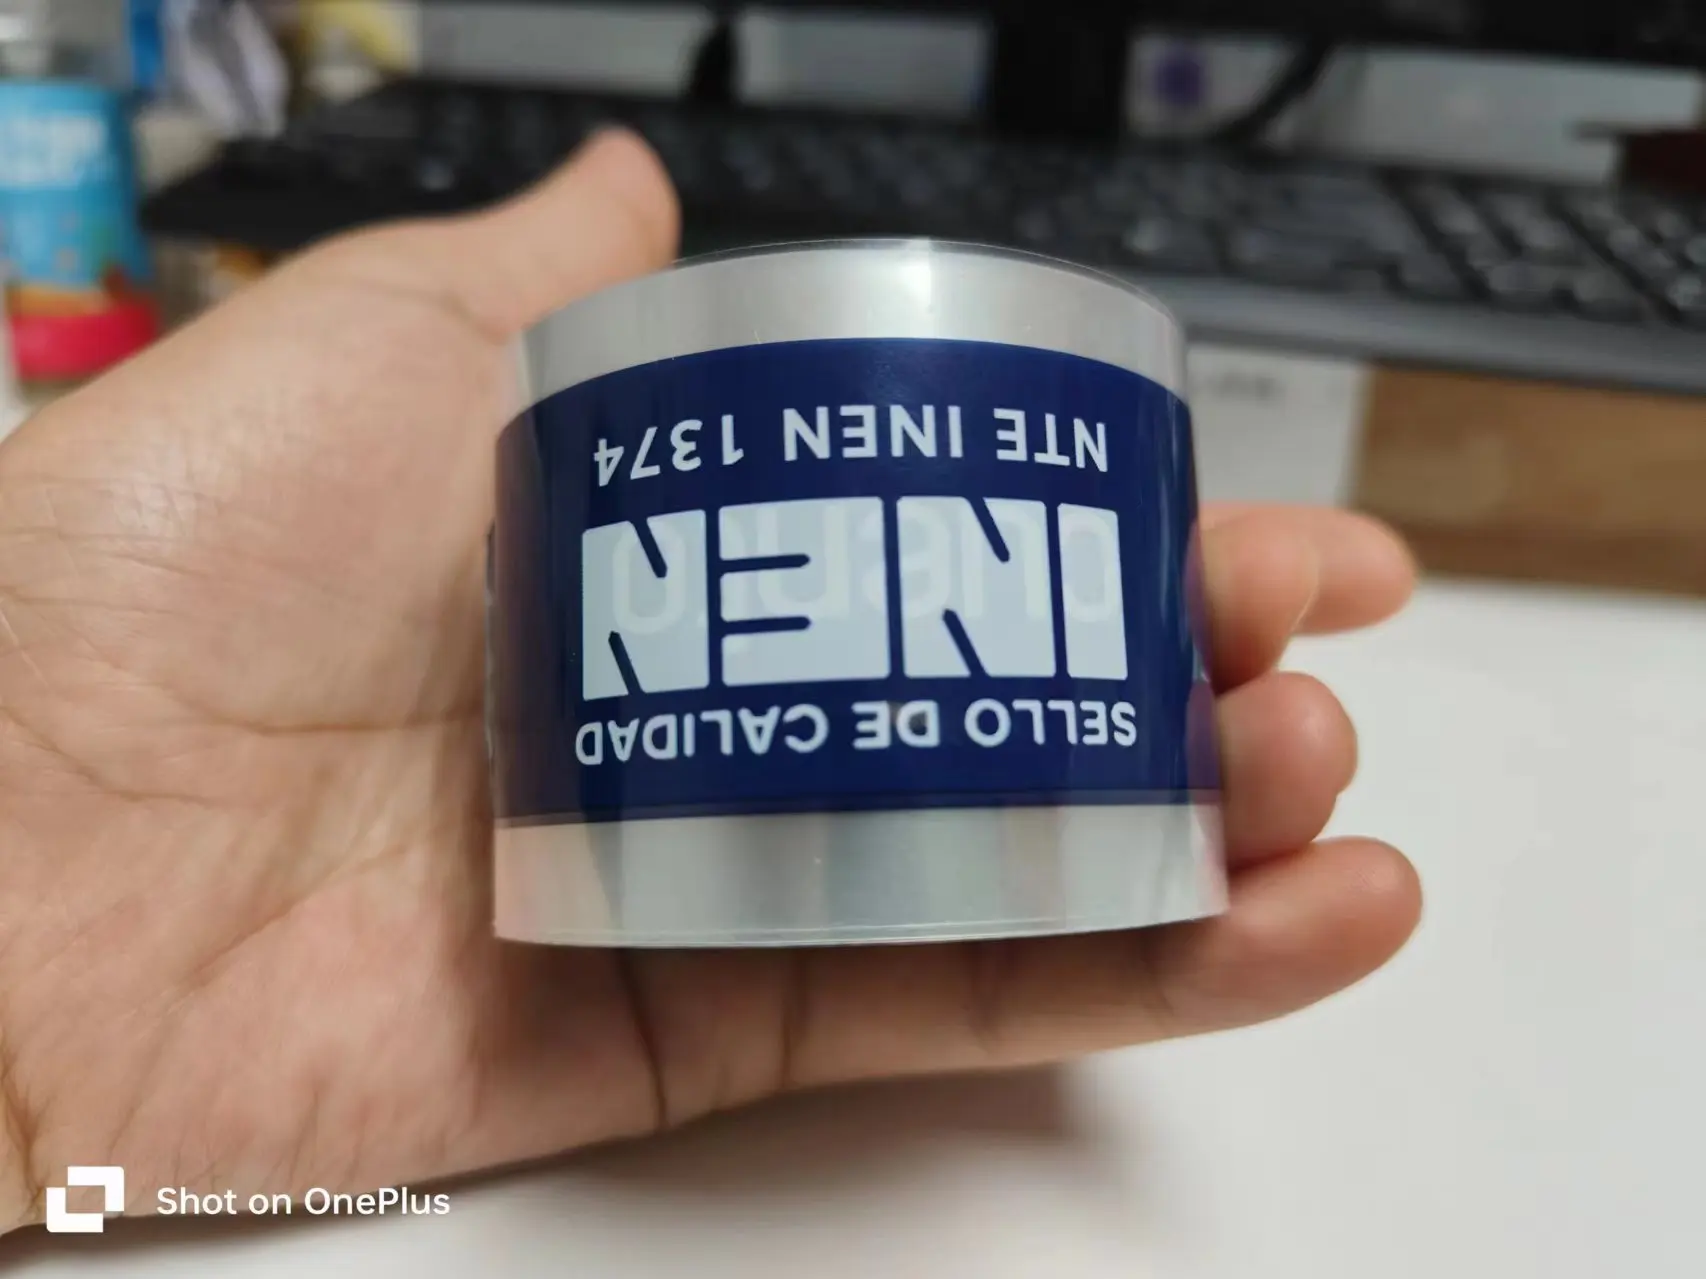 SELLO DE CALIDAD
INEN
NTE INEN 1374
Shot on OnePlus